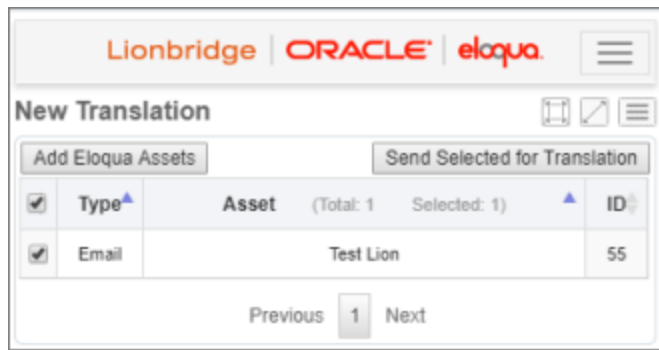 Lionbridge | ORACLE | eloqua.
New Translation
Add Eloqua Assets Send Selected for Translation
Type Asset (Total: 1 Selected: 1) ID
Email Test Lion 55
Previous 1 Next